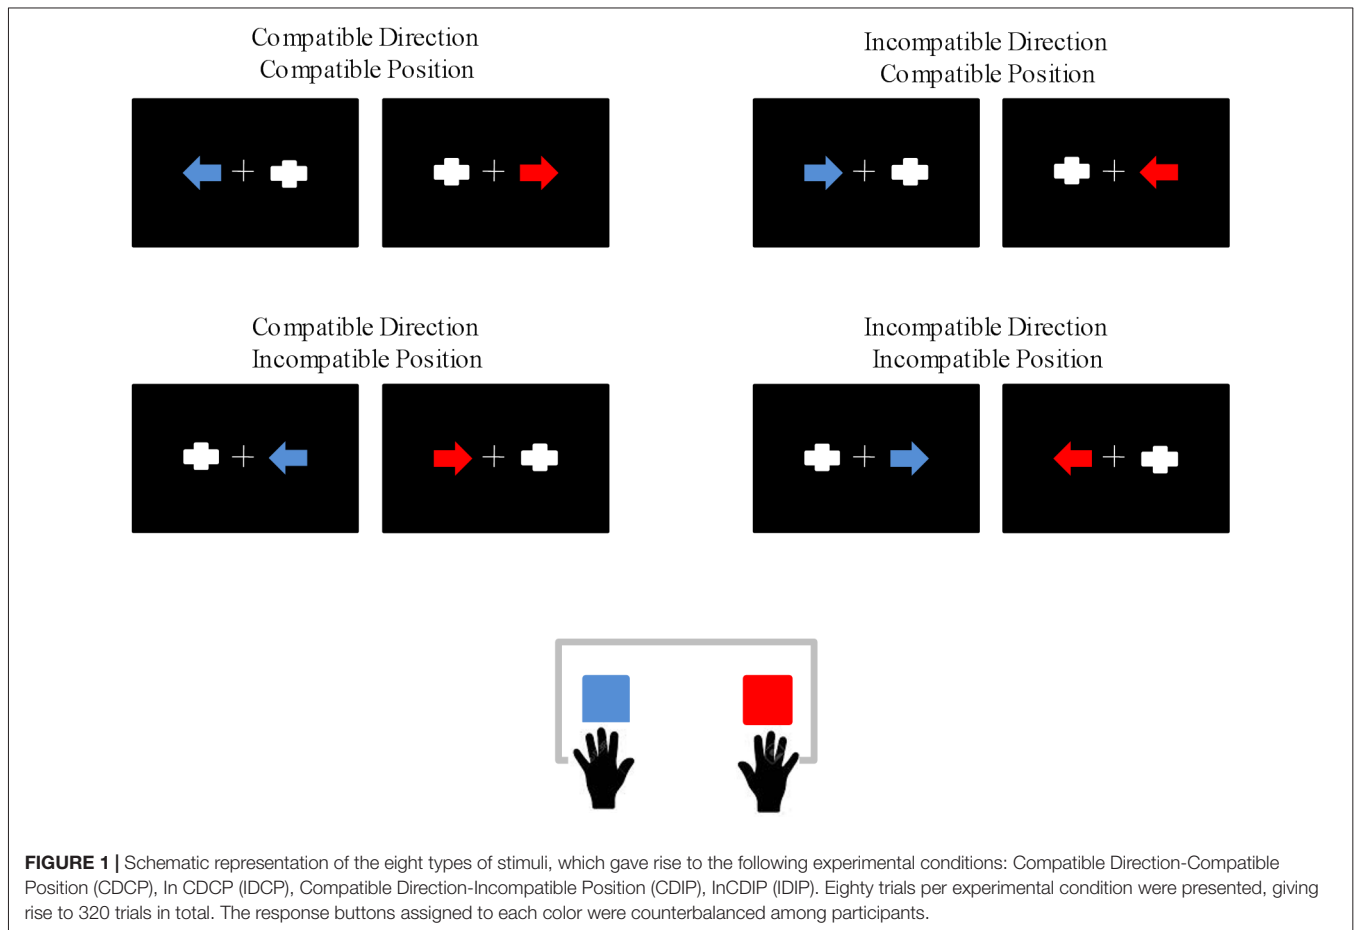 Compatible Direction
Compatible Position
Incompatible Direction
Compatible Position
Compatible Direction
Incompatible Position
Incompatible Direction
Incompatible Position
FIGURE 1 | Schematic representation of the eight types of stimuli, which gave rise to the following experimental conditions: Compatible Direction-Compatible
Position (CDCP), In CDCP (IDCP), Compatible Direction-Incompatible Position (CDIP), InCDIP (IDIP). Eighty trials per experimental condition were presented, giving
rise to 320 trials in total. The response buttons assigned to each color were counterbalanced among participants.